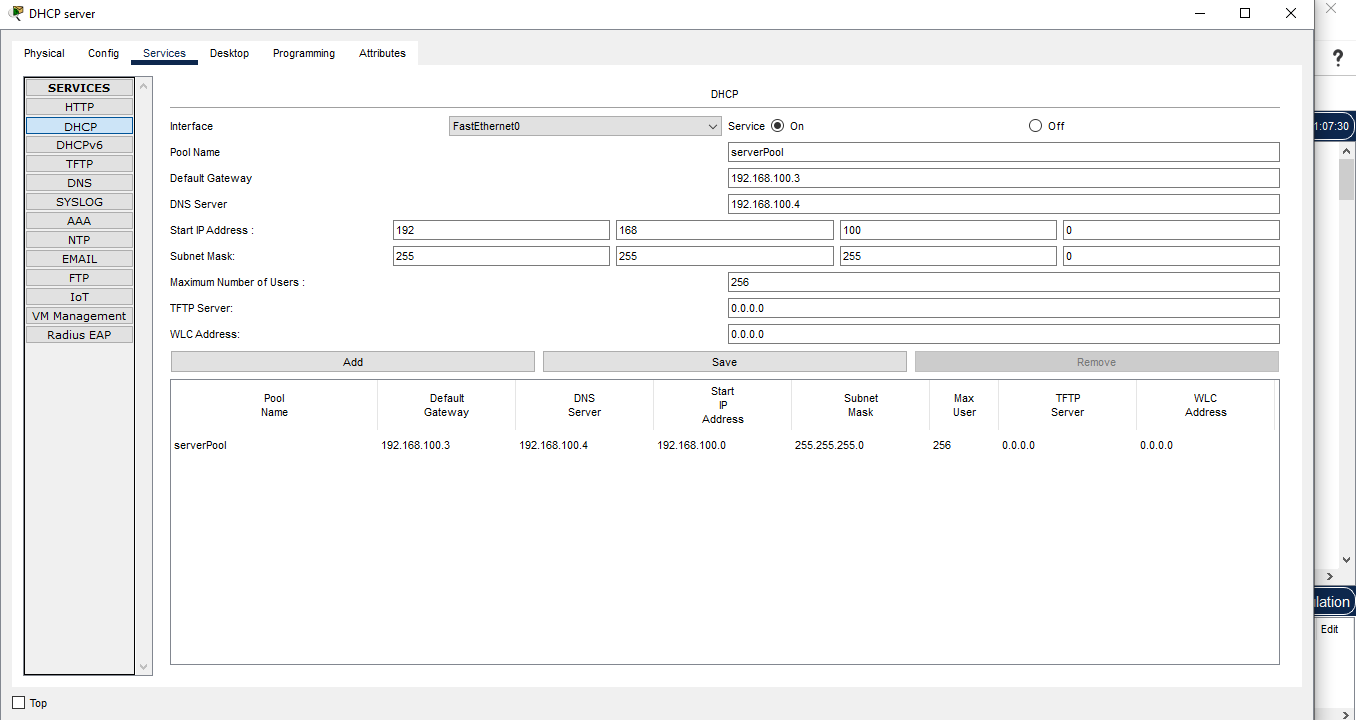 DHCP server
Physical Config Services Desktop Programming Attributes
?
SERVICES
HTTP
DHCP
DHCPv6
TFTP
DNS
SYSLOG
AAA
NTP
EMAIL
FTP
IoT
VM Management
Radius EAP
DHCP
Interface FastEthernet0 Service On Off
Pool Name serverPool
Default Gateway 192.168.100.3
DNS Server 192.168.100.4
Start IP Address : 192 168 100 0
Subnet Mask: 255 255 255 0
Maximum Number of Users : 256
TFTP Server: 0.0.0.0
WLC Address: 0.0.0.0
Add Save Remove
Pool Name
Default Gateway
DNS Server
Start IP Address
Subnet Mask
Max User
TFTP Server
WLC Address
serverPool 192.168.100.3 192.168.100.4 192.168.100.0 255.255.255.0 256 0.0.0.0 0.0.0.0
Top
1:07:30
lation
Edit